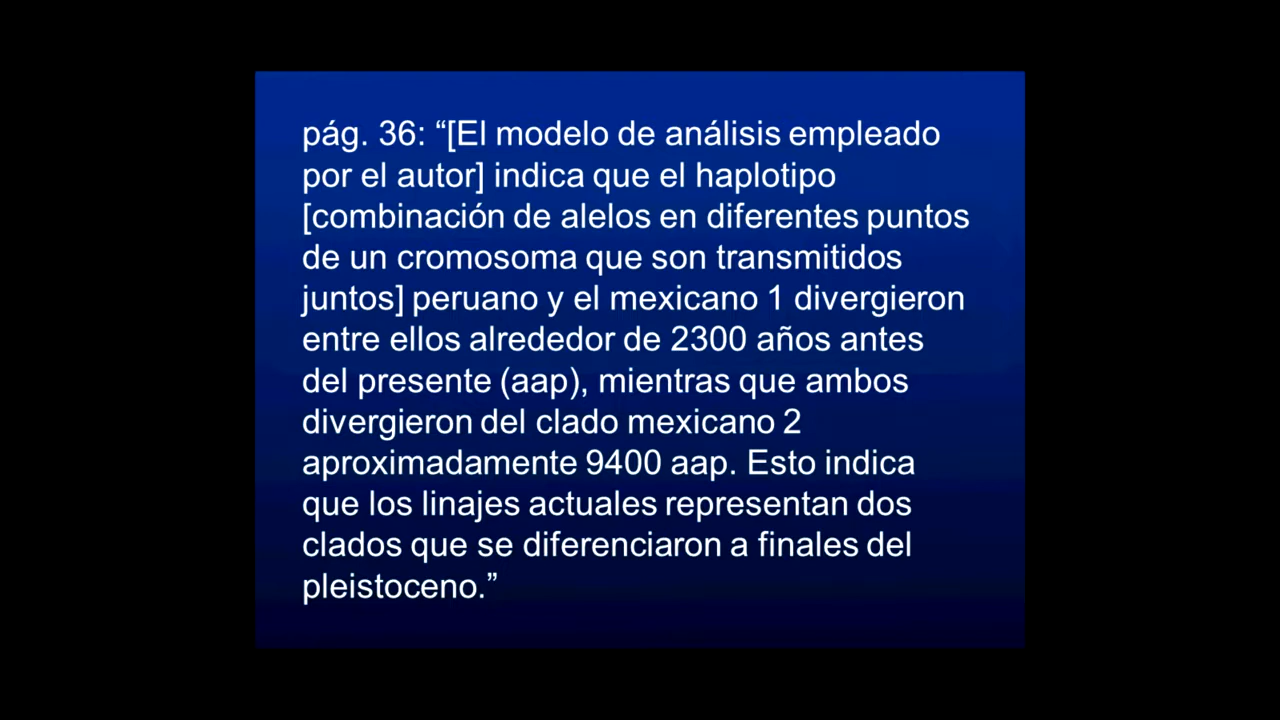 pág. 36: “[El modelo de análisis empleado
por el autor] indica que el haplotipo
[combinación de alelos en diferentes puntos
de un cromosoma que son transmitidos
juntos] peruano y el mexicano 1 divergieron
entre ellos alrededor de 2300 años antes
del presente (aap), mientras que ambos
divergieron del clado mexicano 2
aproximadamente 9400 aap. Esto indica
que los linajes actuales representan dos
clados que se diferenciaron a finales del
pleistoceno.”